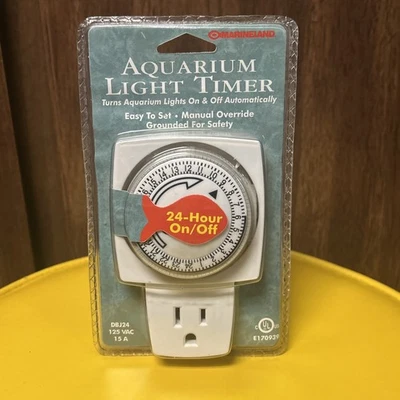 MARINELAND
AQUARIUM
LIGHT TIMER
Turns Aquarium Lights On & Off Automatically
Easy To Set • Manual Override
Grounded For Safety
24-Hour
On/Off
DBJ24
125 VAC
15 A
UL